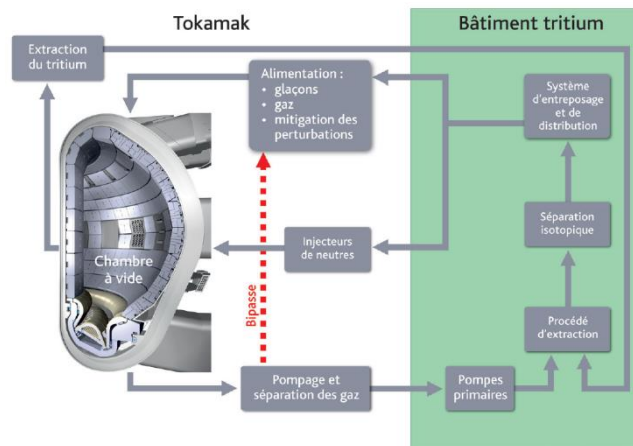 Tokamak
Bâtiment tritium
Extraction
du tritium
Alimentation :
• glaçons
• gaz
• mitigation des
perturbations
Système
d'entreposage
et de
distribution
Séparation
isotopique
Injecteurs
de neutres
Chambre
à vide
Bipasse
Procédé
d'extraction
Pompage et
séparation des gaz
Pompes
primaires